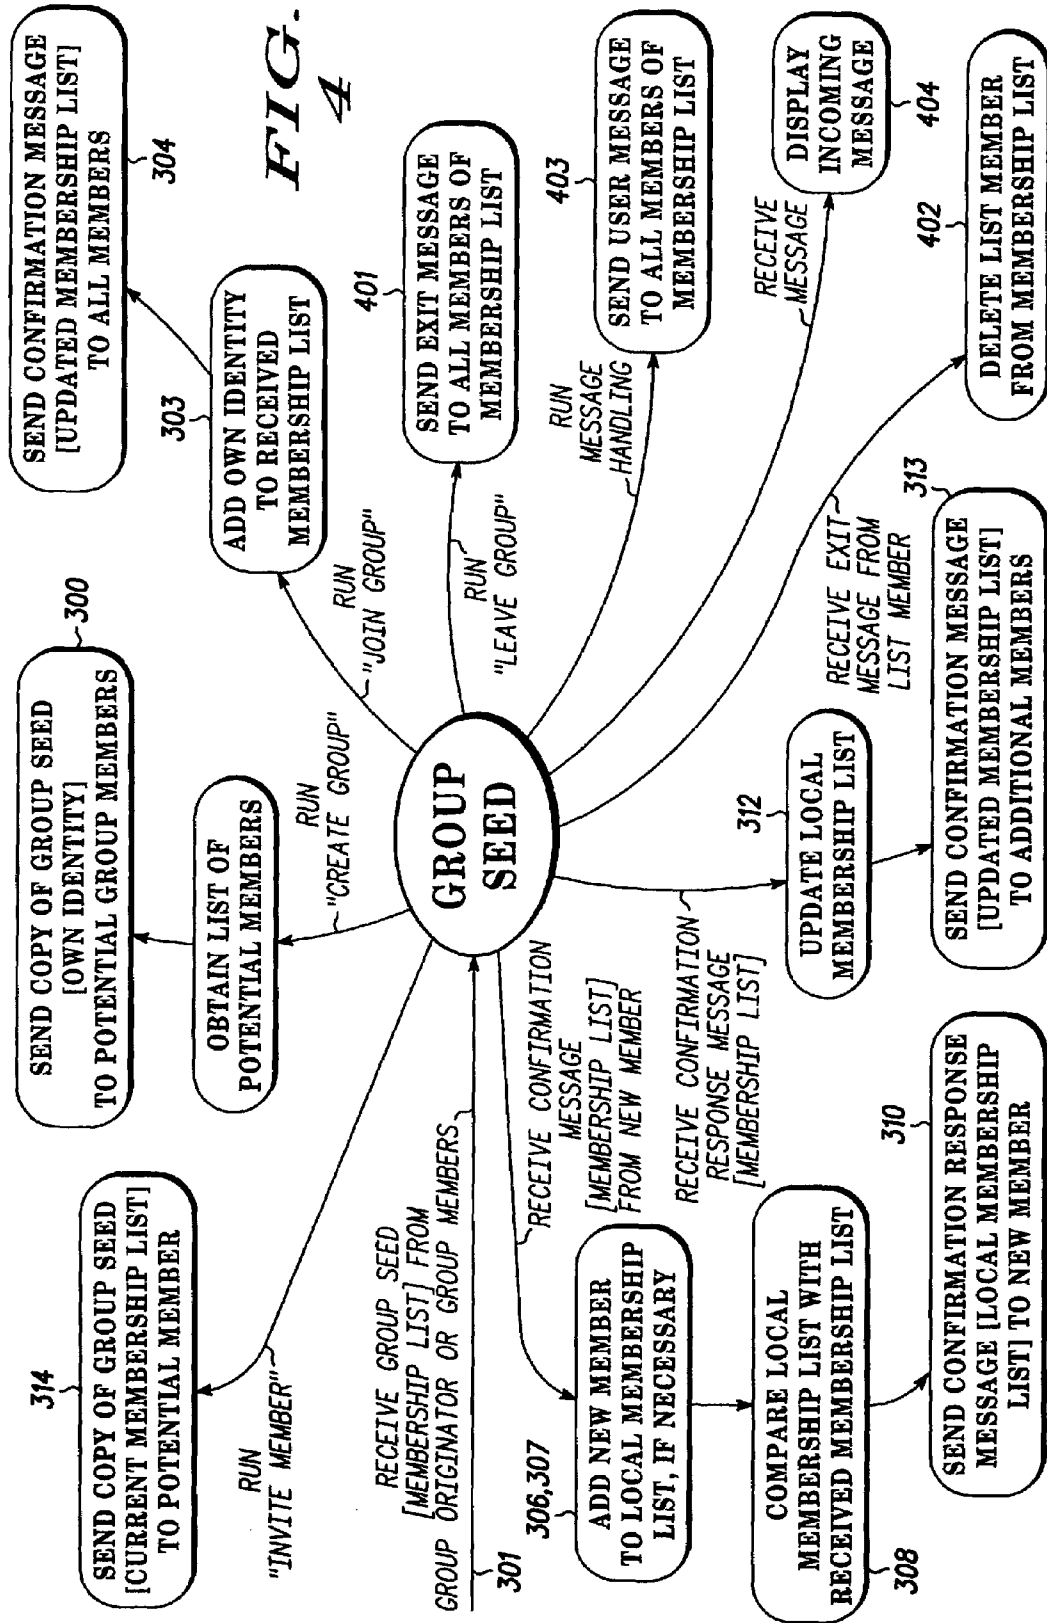 314
SEND COPY OF GROUP SEED
[CURRENT MEMBERSHIP LIST]
TO POTENTIAL MEMBER
RUN
"INVITE MEMBER"
300
SEND COPY OF GROUP SEED
[OWN IDENTITY]
TO POTENTIAL GROUP MEMBERS
OBTAIN LIST OF
POTENTIAL MEMBERS
RUN
"CREATE GROUP"
SEND CONFIRMATION MESSAGE
[UPDATED MEMBERSHIP LIST]
TO ALL MEMBERS
304
303
ADD OWN IDENTITY
TO RECEIVED
MEMBERSHIP LIST
RUN
"JOIN GROUP"
FIG.
4
401
SEND EXIT MESSAGE
TO ALL MEMBERS OF
MEMBERSHIP LIST
RUN
"LEAVE GROUP"
GROUP
SEED
RECEIVE GROUP SEED
[MEMBERSHIP LIST] FROM
GROUP ORIGINATOR OR GROUP MEMBERS
301
RUN
MESSAGE
HANDLING
403
SEND USER MESSAGE
TO ALL MEMBERS OF
MEMBERSHIP LIST
RECEIVE
MESSAGE
DISPLAY
INCOMING
MESSAGE
404
RECEIVE CONFIRMATION
MESSAGE
[MEMBERSHIP LIST]
FROM NEW MEMBER
306,307
ADD NEW MEMBER
TO LOCAL MEMBERSHIP
LIST, IF NECESSARY
COMPARE LOCAL
MEMBERSHIP LIST WITH
RECEIVED MEMBERSHIP LIST
308
310
SEND CONFIRMATION RESPONSE
MESSAGE [LOCAL MEMBERSHIP
LIST] TO NEW MEMBER
RECEIVE CONFIRMATION
RESPONSE MESSAGE
[MEMBERSHIP LIST]
312
UPDATE LOCAL
MEMBERSHIP LIST
313
SEND CONFIRMATION MESSAGE
[UPDATED MEMBERSHIP LIST]
TO ADDITIONAL MEMBERS
RECEIVE EXIT
MESSAGE FROM
LIST MEMBER
402
DELETE LIST MEMBER
FROM MEMBERSHIP LIST